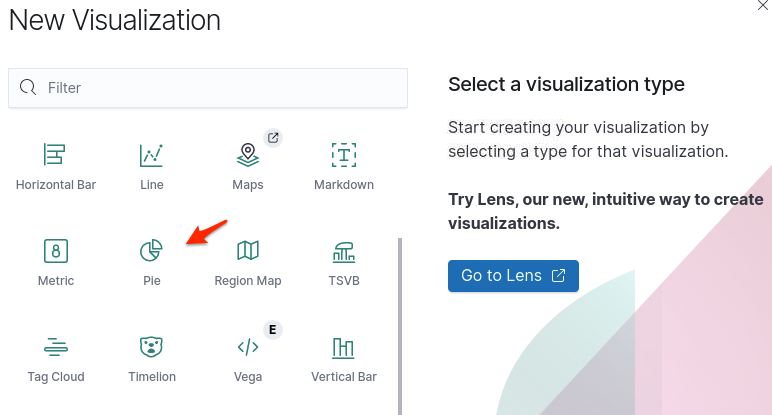 New Visualization
Filter
Select a visualization type
Start creating your visualization by
selecting a type for that visualization.
Try Lens, our new, intuitive way to create
visualizations.
Go to Lens
Horizontal Bar
Line
Maps
T
Markdown
8
Metric
Pie
Region Map
TSVB
Tag Cloud
Timelion
E
</>
Vega
Vertical Bar